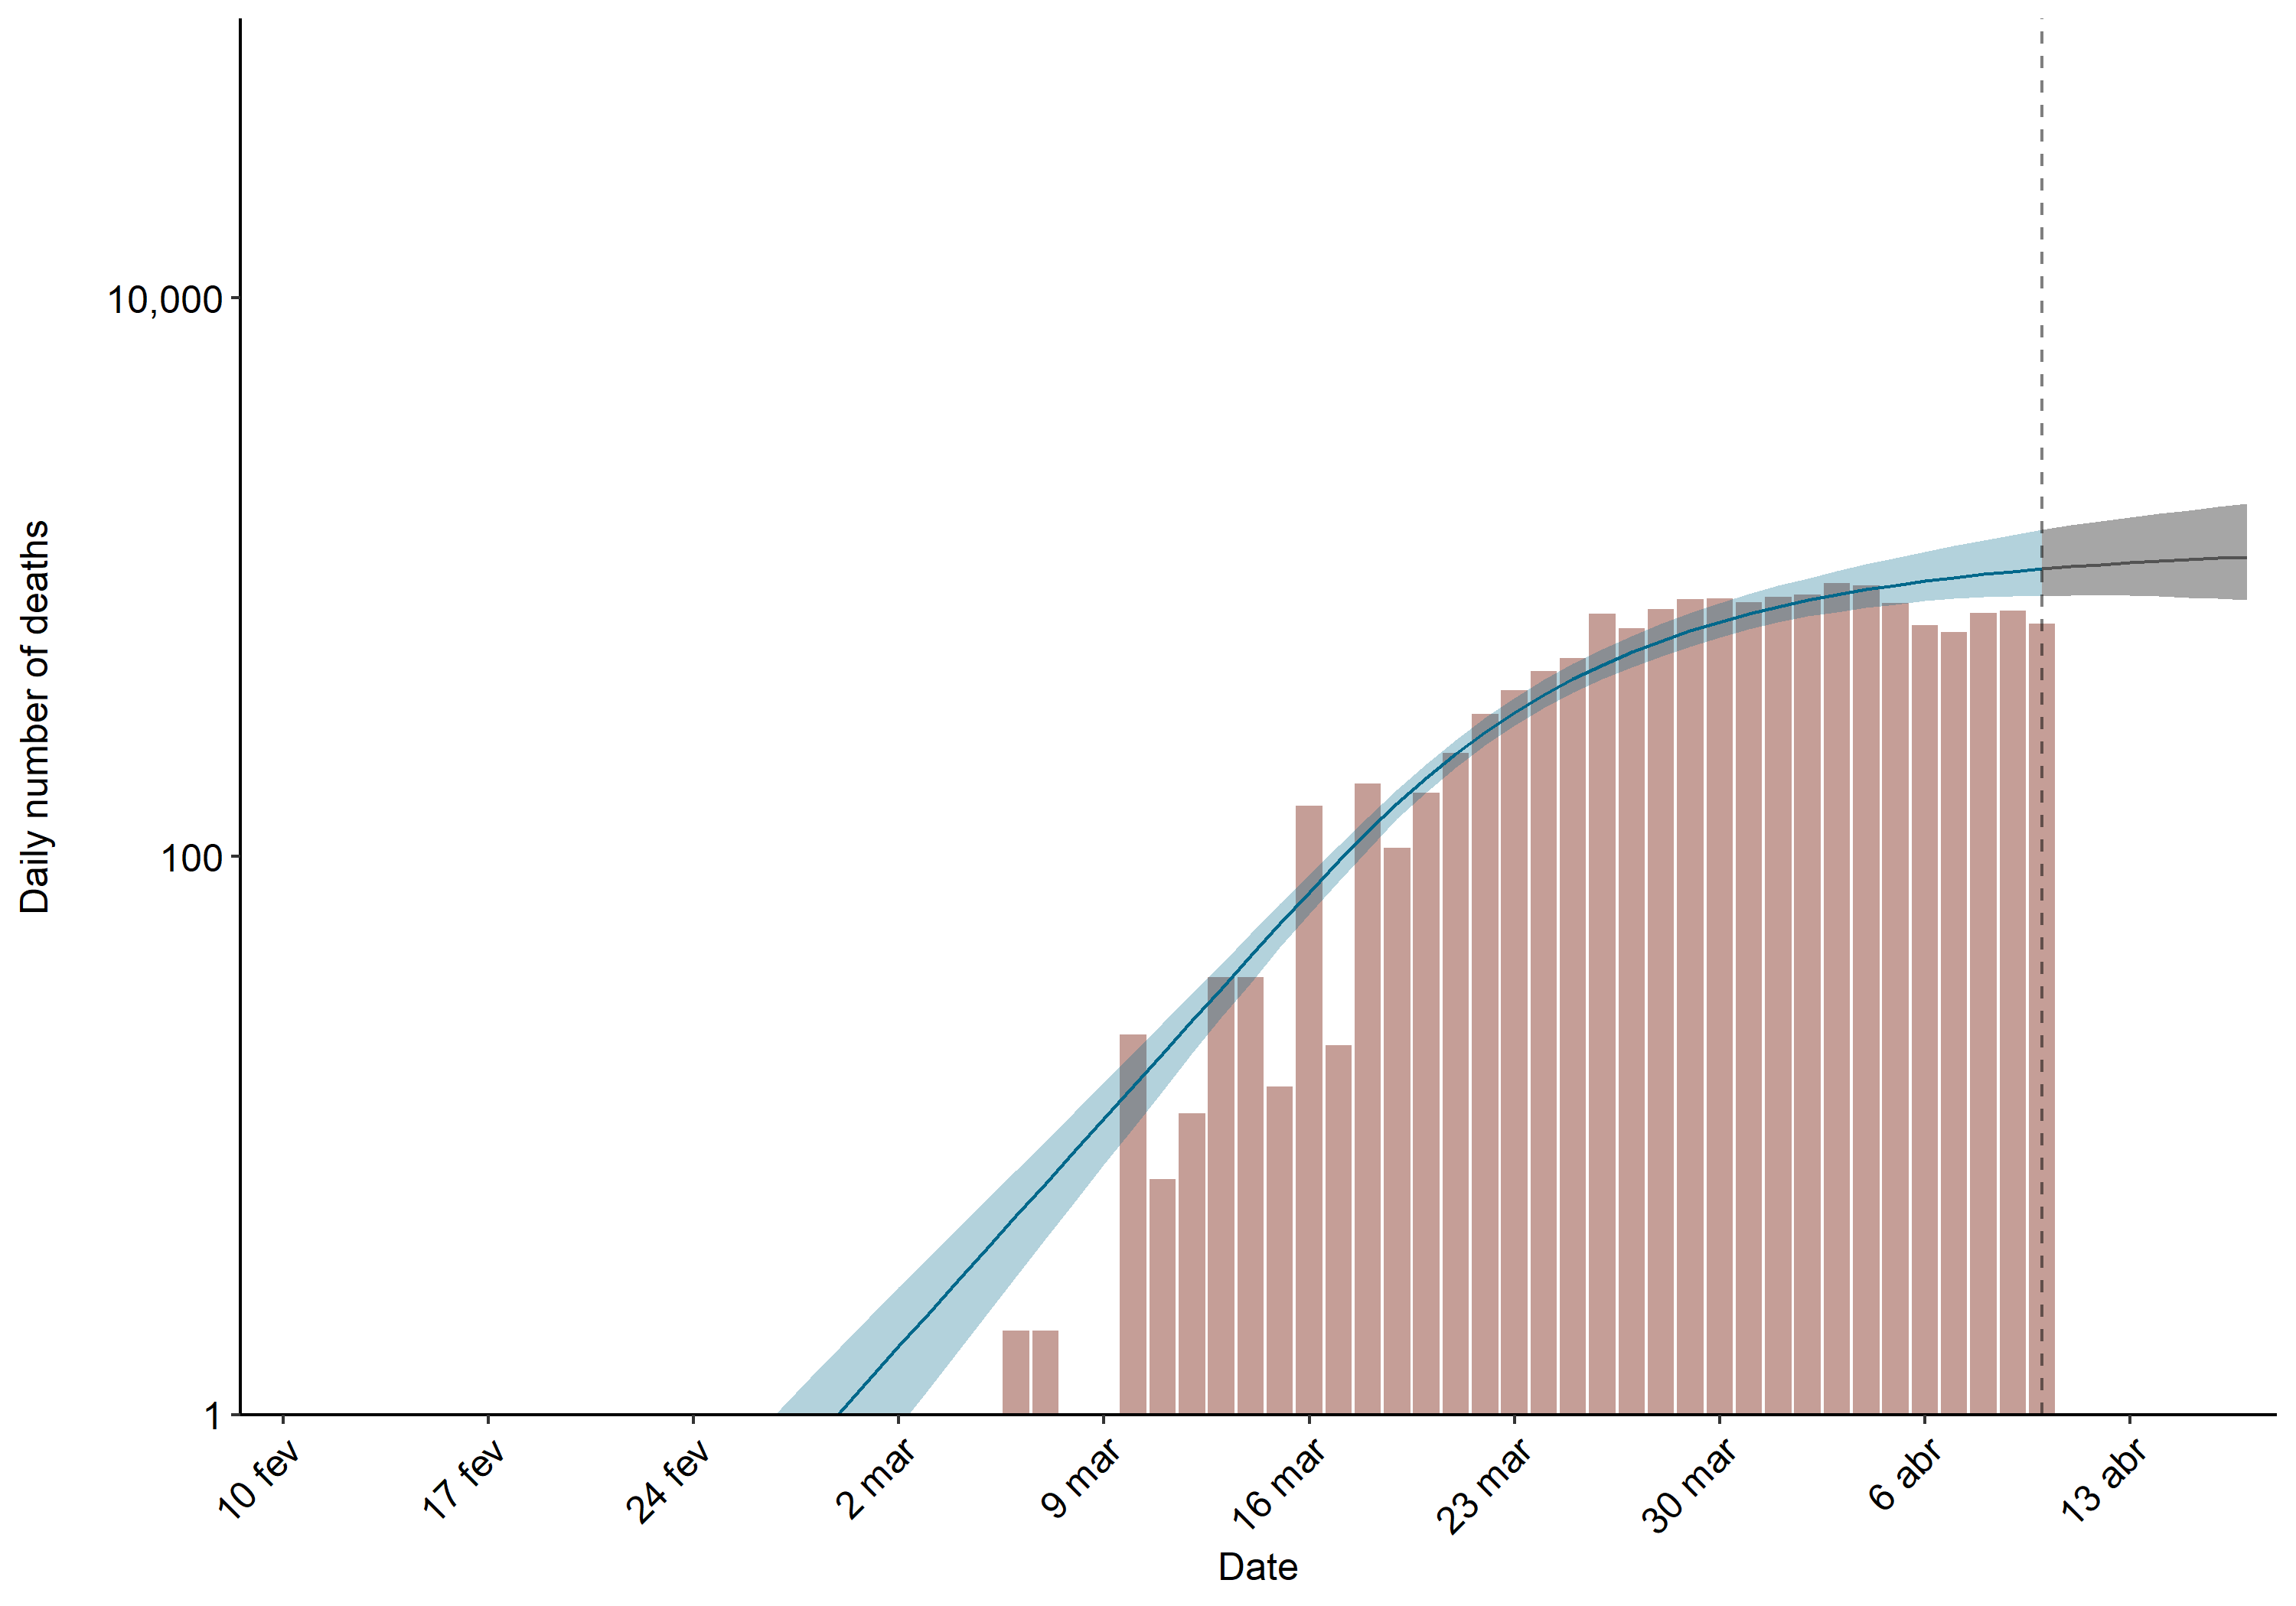 Daily number of deaths
10,000
100
1
10 fev
17 fev
24 fev
2 mar
9 mar
16 mar
23 mar
30 mar
6 abr
13 abr
Date